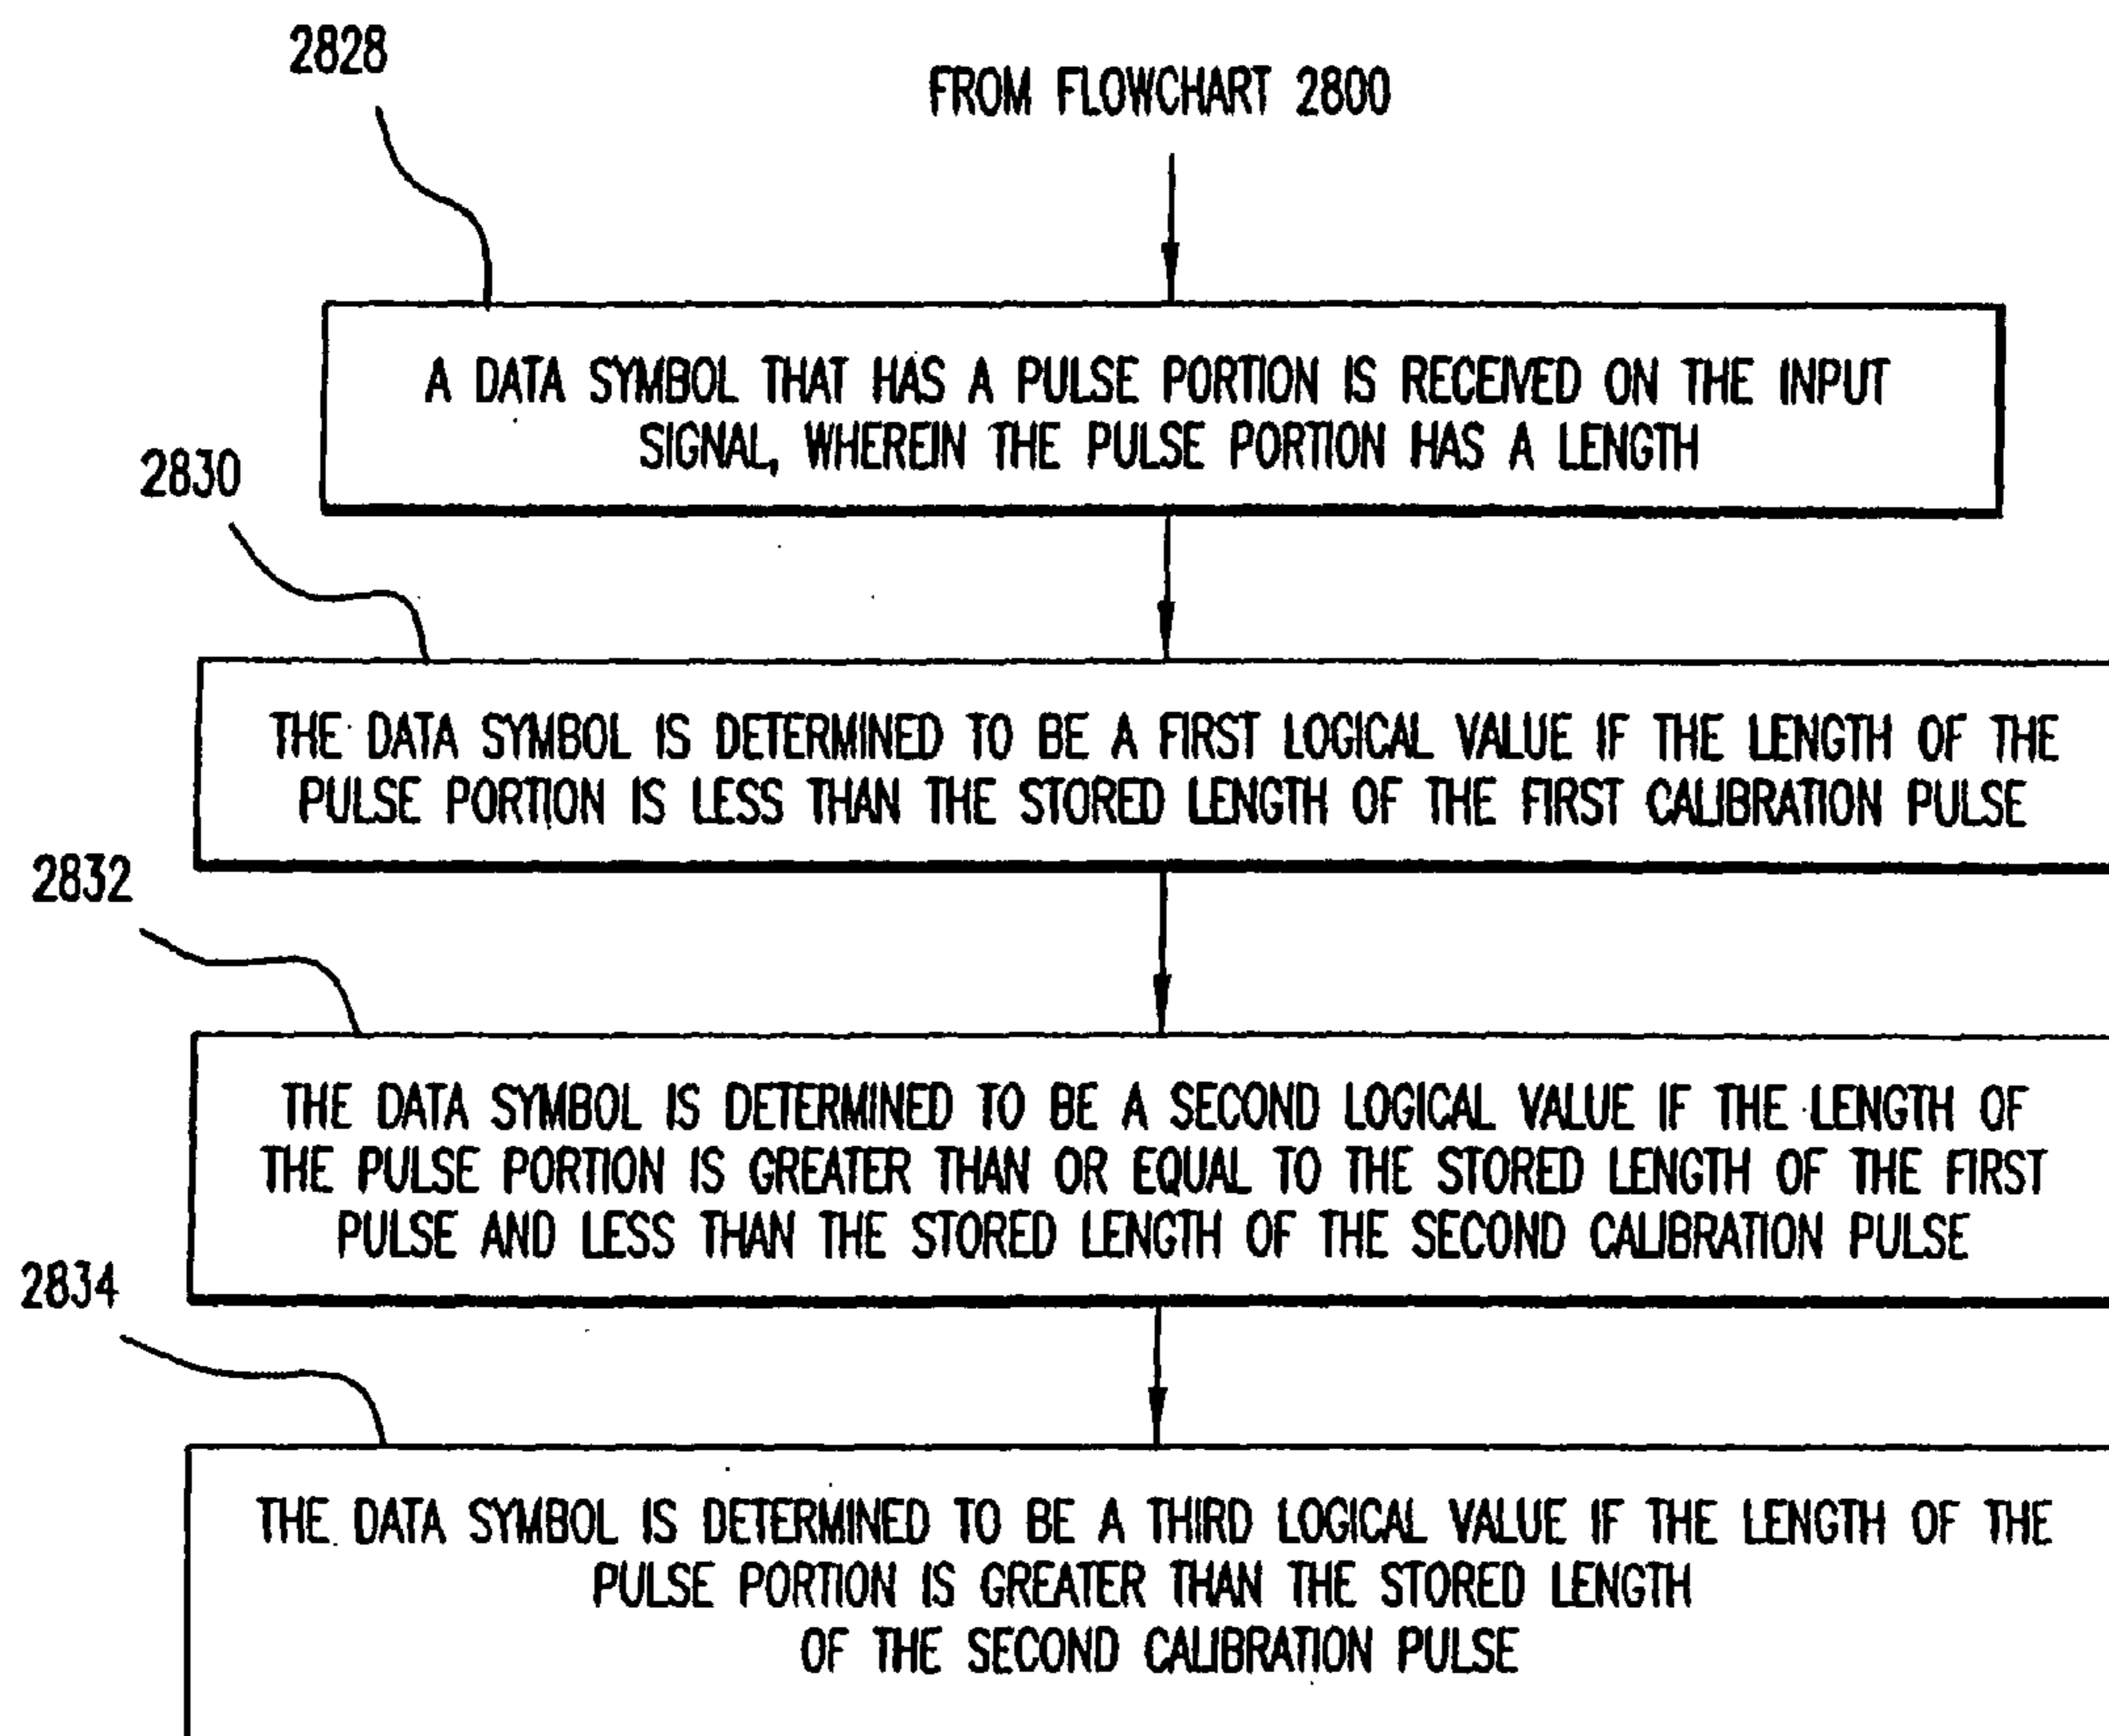 2828
FROM FLOWCHART 2800
A DATA SYMBOL THAT HAS A PULSE PORTION IS RECEIVED ON THE INPUT
SIGNAL, WHEREIN THE PULSE PORTION HAS A LENGTH
2830
THE DATA SYMBOL IS DETERMINED TO BE A FIRST LOGICAL VALUE IF THE LENGTH OF THE
PULSE PORTION IS LESS THAN THE STORED LENGTH OF THE FIRST CALIBRATION PULSE
2832
THE DATA SYMBOL IS DETERMINED TO BE A SECOND LOGICAL VALUE IF THE LENGTH OF
THE PULSE PORTION IS GREATER THAN OR EQUAL TO THE STORED LENGTH OF THE FIRST
PULSE AND LESS THAN THE STORED LENGTH OF THE SECOND CALIBRATION PULSE
2834
THE DATA SYMBOL IS DETERMINED TO BE A THIRD LOGICAL VALUE IF THE LENGTH OF THE
PULSE PORTION IS GREATER THAN THE STORED LENGTH
OF THE SECOND CALIBRATION PULSE